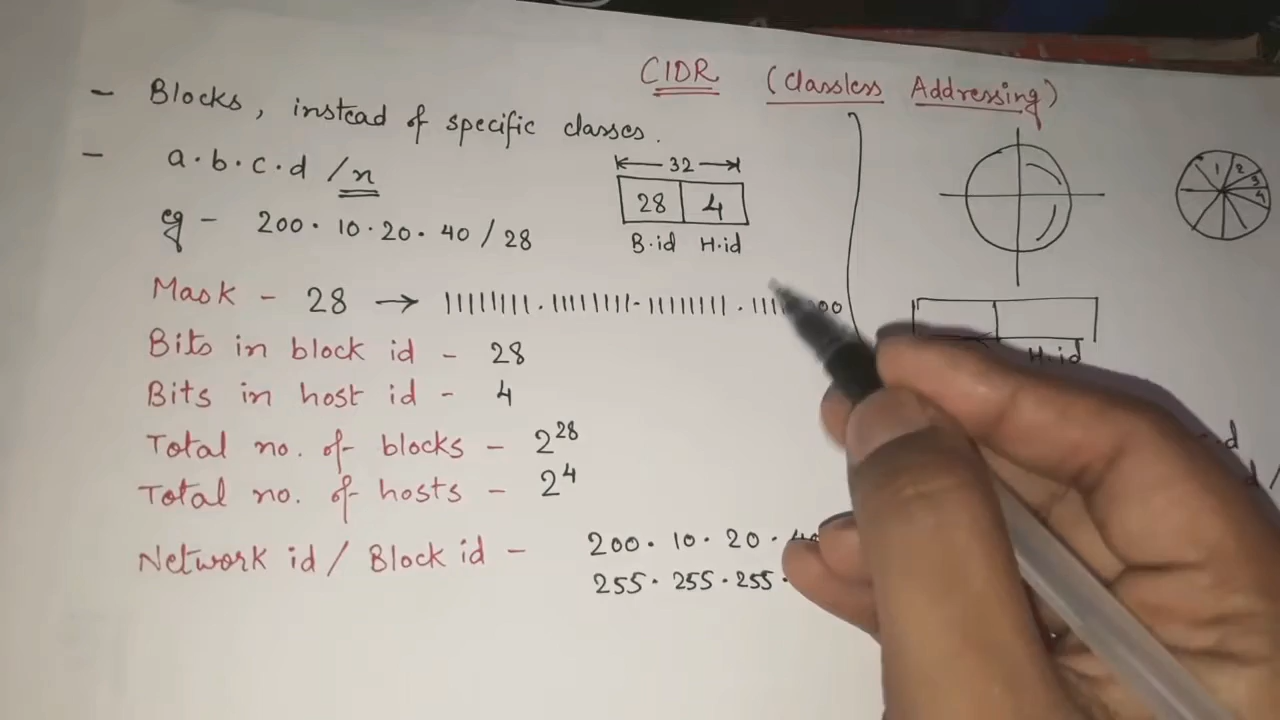 CIDR (Classless Addressing)
- Blocks, instead of specific classes.
- a.b.c.d /n
eg - 200.10.20.40/28
32
28 4
B.id H.id
Mask - 28 → 11111111.11111111.11111111.111
00
Bits in block id - 28
Bits in host id - 4
Total no. of blocks - 2^28
Total no. of hosts - 2^4
Network id / Block id - 200.10.20.
255.255.255.
1 2 3 4
H.id